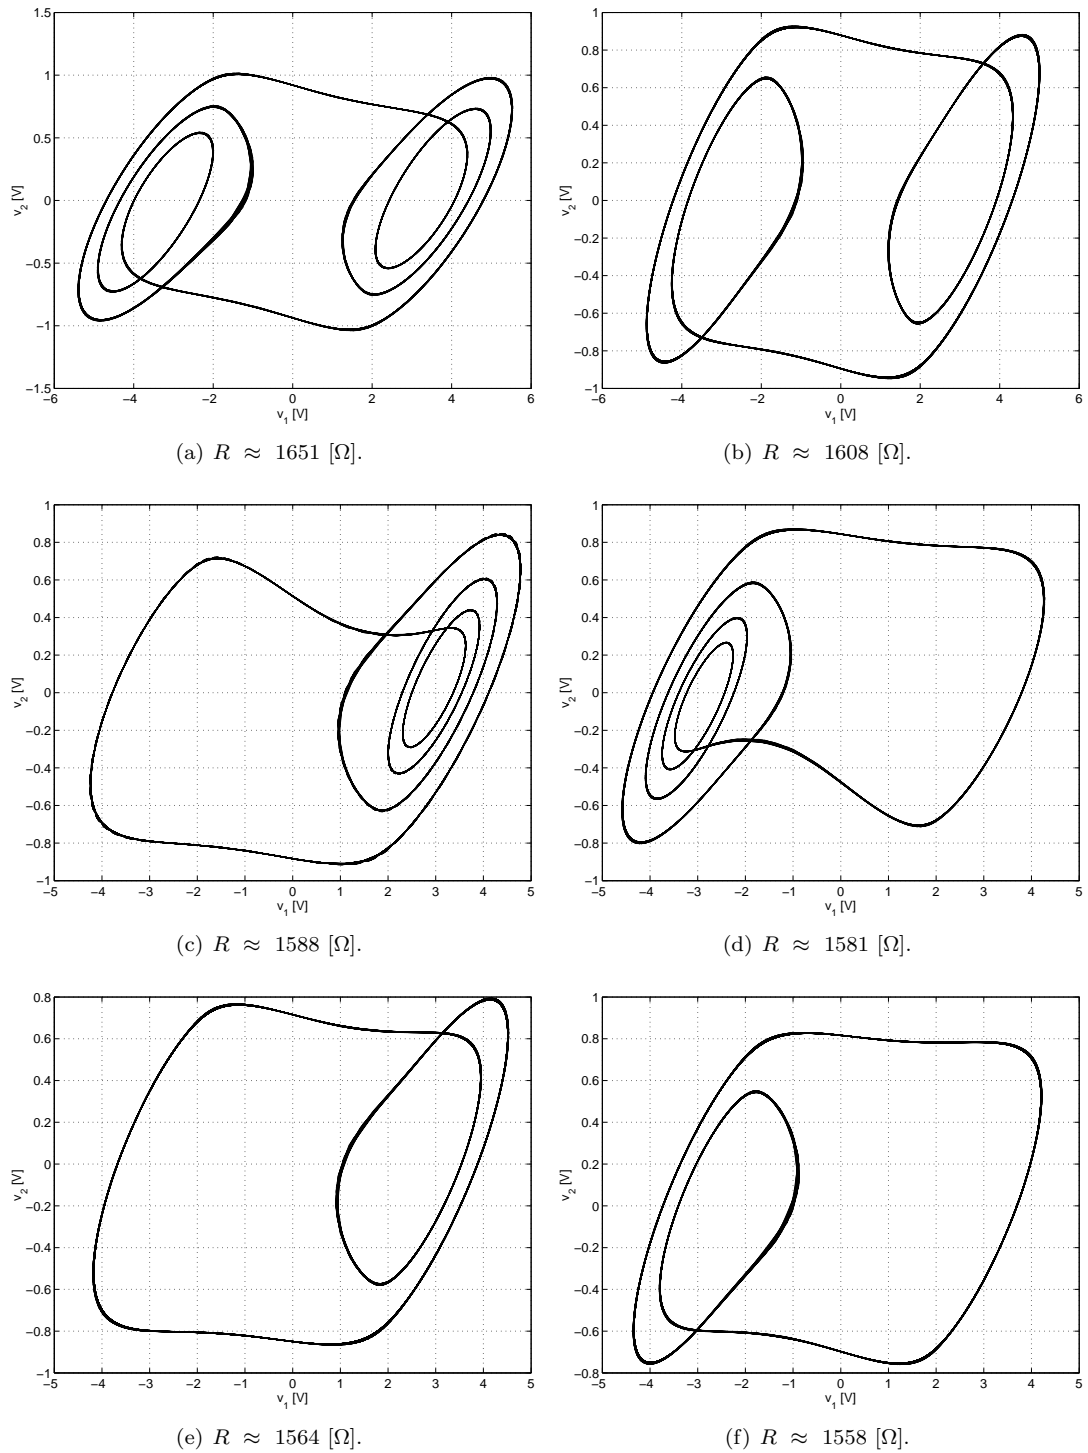 1.5
1
0.5
0
−0.5
−1
−1.5
v2 [V]
−6 −4 −2 0 2 4 6
v1 [V]
(a) R ≈ 1651 [Ω].
1
0.8
0.6
0.4
0.2
0
−0.2
−0.4
−0.6
−0.8
−1
v2 [V]
−6 −4 −2 0 2 4 6
v1 [V]
(b) R ≈ 1608 [Ω].
1
0.8
0.6
0.4
0.2
0
−0.2
−0.4
−0.6
−0.8
−1
v2 [V]
−5 −4 −3 −2 −1 0 1 2 3 4 5
v1 [V]
(c) R ≈ 1588 [Ω].
1
0.8
0.6
0.4
0.2
0
−0.2
−0.4
−0.6
−0.8
−1
v2 [V]
−5 −4 −3 −2 −1 0 1 2 3 4 5
v1 [V]
(d) R ≈ 1581 [Ω].
0.8
0.6
0.4
0.2
0
−0.2
−0.4
−0.6
−0.8
−1
v2 [V]
−5 −4 −3 −2 −1 0 1 2 3 4 5
v1 [V]
(e) R ≈ 1564 [Ω].
1
0.8
0.6
0.4
0.2
0
−0.2
−0.4
−0.6
−0.8
v2 [V]
−5 −4 −3 −2 −1 0 1 2 3 4 5
v1 [V]
(f) R ≈ 1558 [Ω].